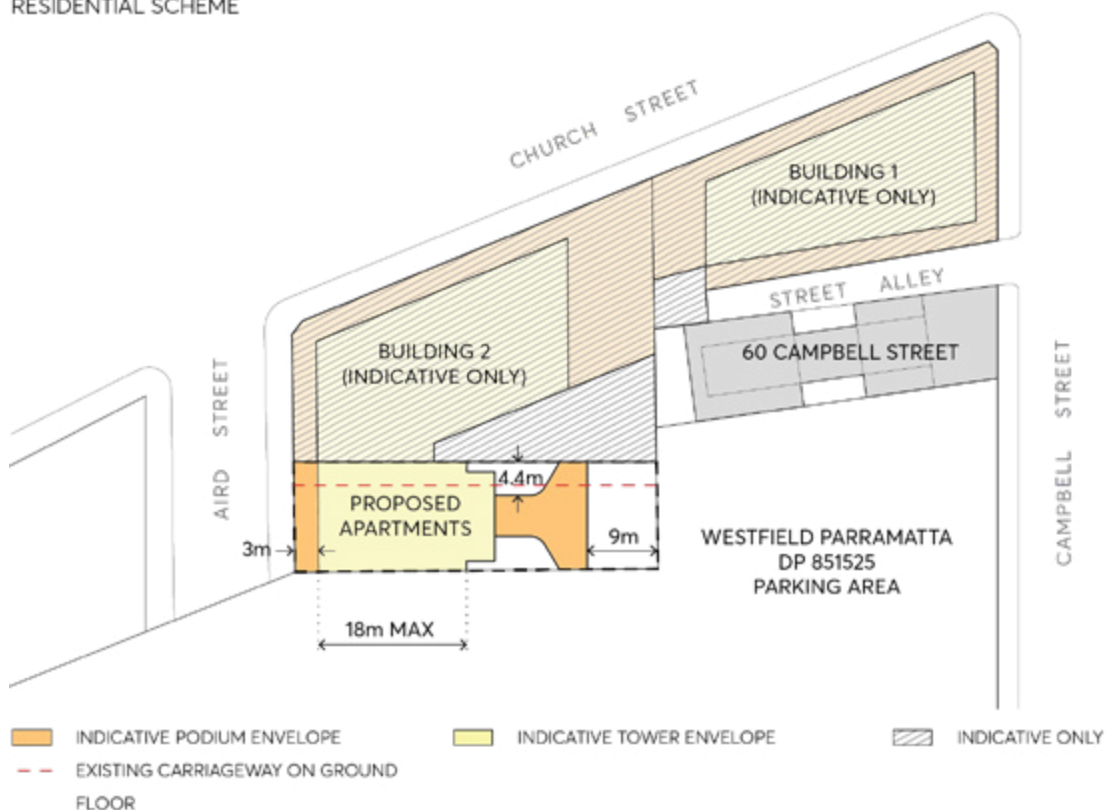 RESIDENTIAL SCHEME
CHURCH STREET
BUILDING 1
(INDICATIVE ONLY)
STREET ALLEY
BUILDING 2
(INDICATIVE ONLY)
60 CAMPBELL STREET
AIRD STREET
CAMPBELL STREET
4.4m
PROPOSED
APARTMENTS
3m
9m
WESTFIELD PARRAMATTA
DP 851525
PARKING AREA
18m MAX
INDICATIVE PODIUM ENVELOPE
INDICATIVE TOWER ENVELOPE
INDICATIVE ONLY
EXISTING CARRIAGEWAY ON GROUND
FLOOR